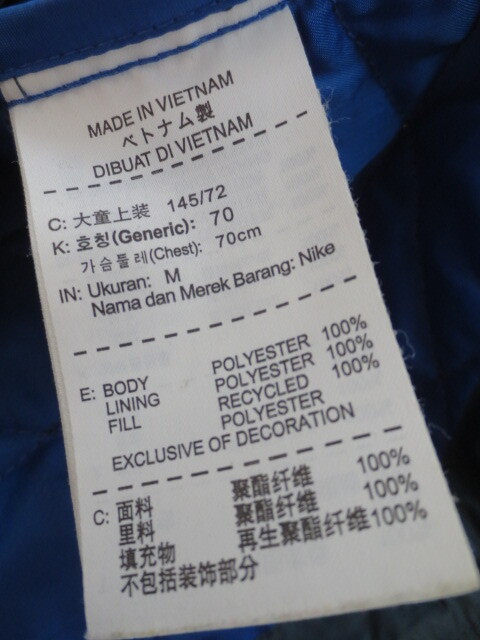 MADE IN VIETNAM
ベトナム製
DIBUAT DI VIETNAM
C: 大童上装 145/72
K: 호칭(Generic): 70
가슴둘레(Chest): 70cm
IN: Ukuran: M
Nama dan Merek Barang: Nike
E: BODY POLYESTER 100%
LINING POLYESTER 100%
FILL RECYCLED 100%
POLYESTER
EXCLUSIVE OF DECORATION
C: 面料 聚酯纤维 100%
里料 聚酯纤维 100%
填充物 再生聚酯纤维100%
不包括装饰部分